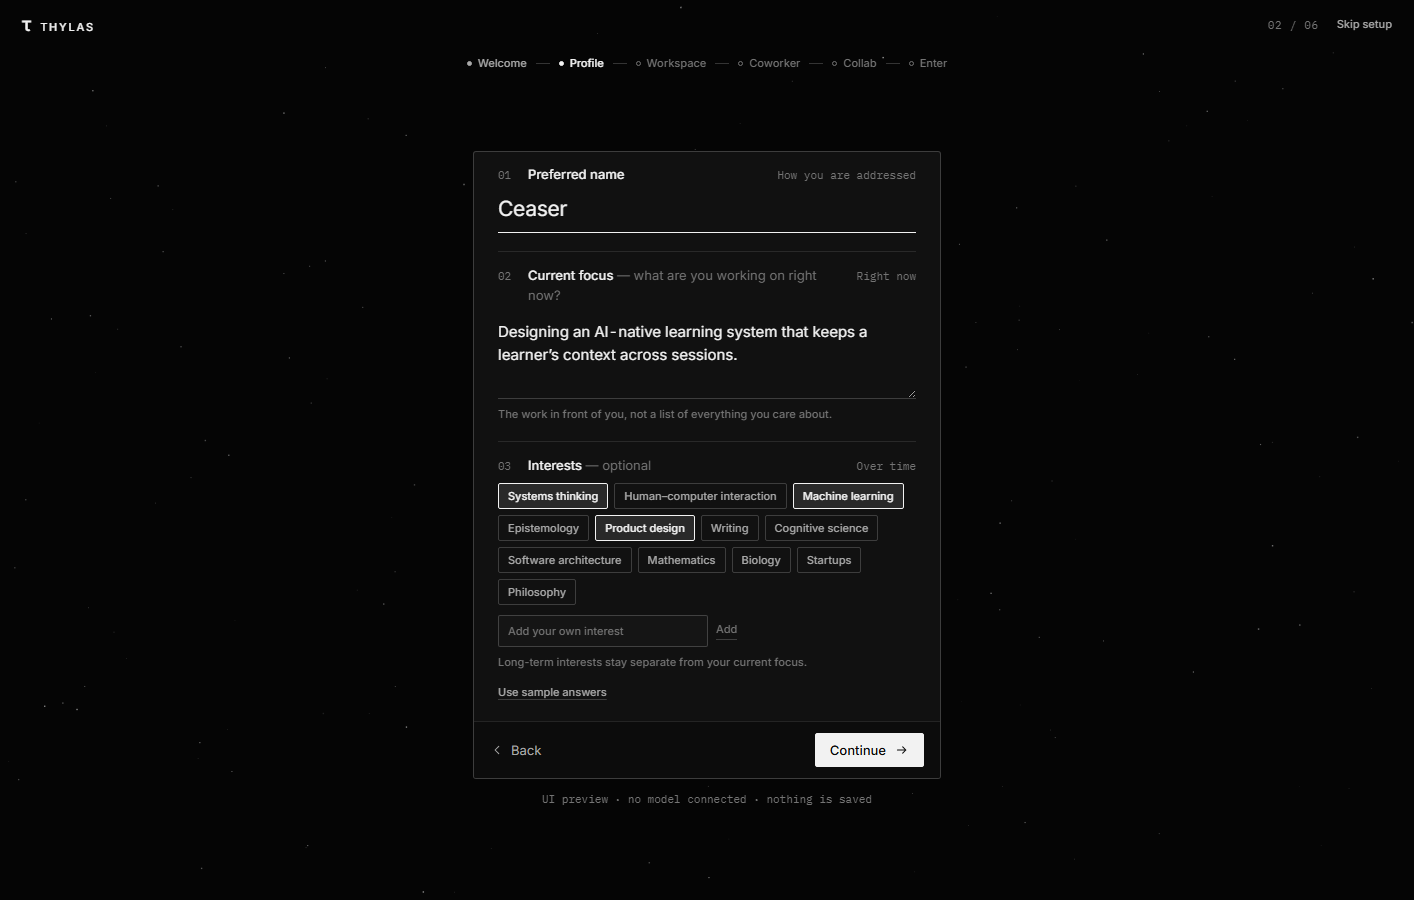 THYLAS
02 / 06 Skip setup
Welcome Profile Workspace Coworker Collab Enter
01 Preferred name How you are addressed
Ceaser
02 Current focus — what are you working on right now? Right now
Designing an AI-native learning system that keeps a
learner’s context across sessions.
The work in front of you, not a list of everything you care about.
03 Interests — optional Over time
Systems thinking Human–computer interaction Machine learning
Epistemology Product design Writing Cognitive science
Software architecture Mathematics Biology Startups
Philosophy
Add your own interest Add
Long-term interests stay separate from your current focus.
Use sample answers
Back Continue
UI preview · no model connected · nothing is saved